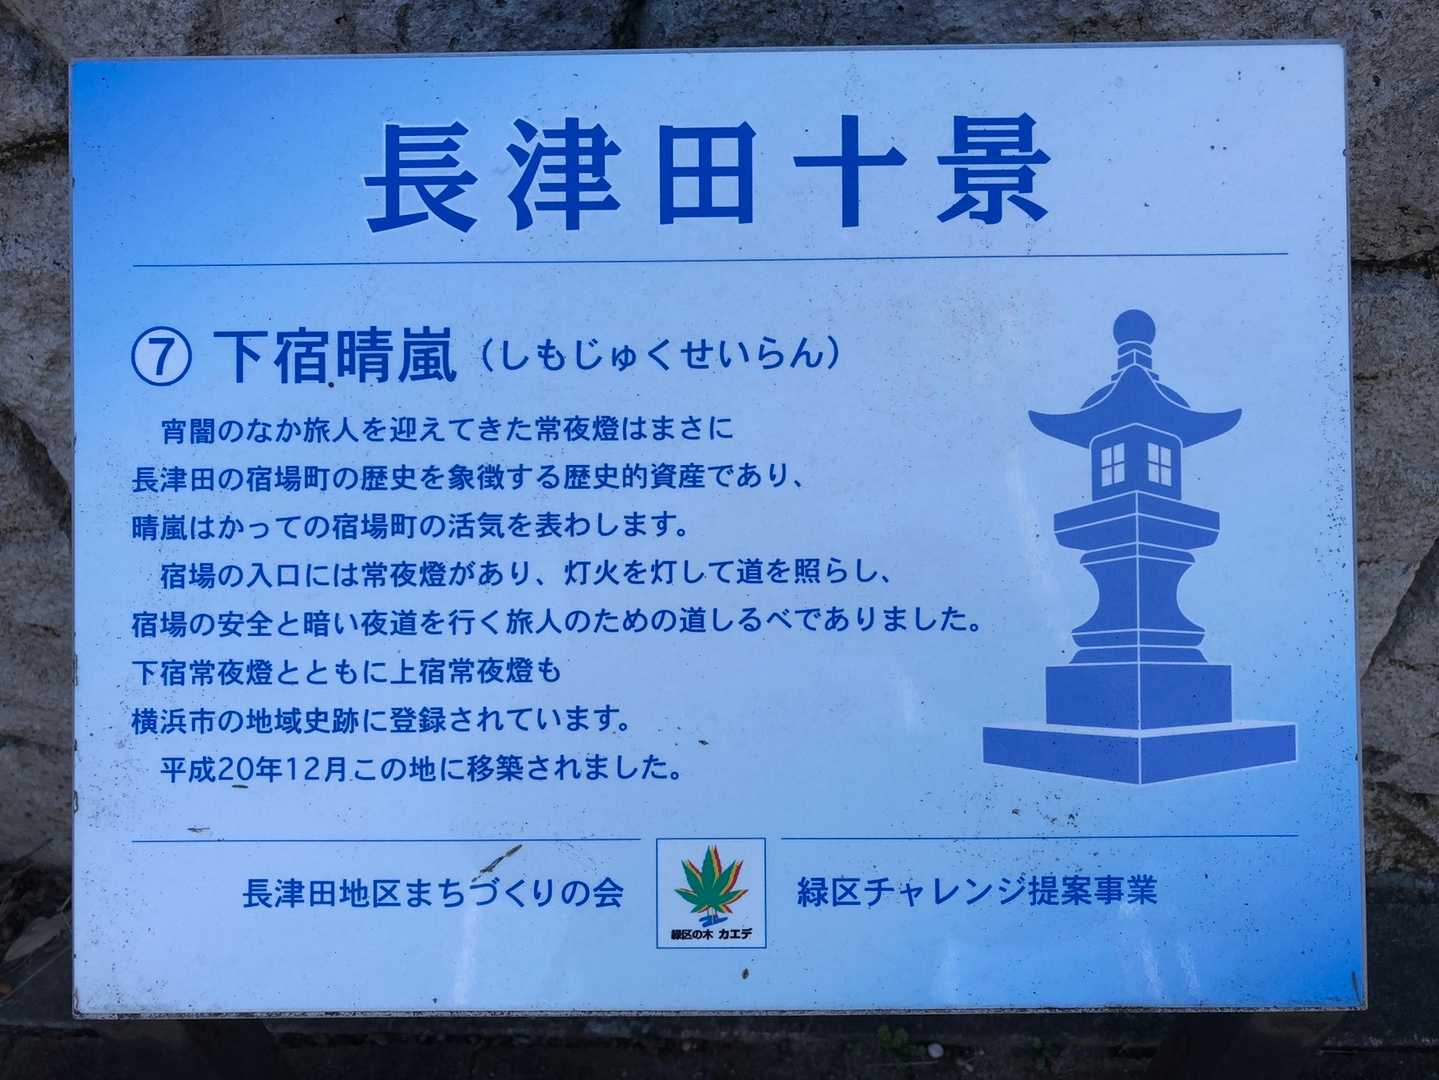 長津田十景
⑦ 下宿晴嵐（しもじゅくせいらん）
宵闇のなか旅人を迎えてきた常夜燈はまさに
長津田の宿場町の歴史を象徴する歴史的資産であり、
晴嵐はかっての宿場町の活気を表わします。
宿場の入口には常夜燈があり、灯火を灯して道を照らし、
宿場の安全と暗い夜道を行く旅人のための道しるべでありました。
下宿常夜燈とともに上宿常夜燈も
横浜市の地域史跡に登録されています。
平成20年12月この地に移築されました。
長津田地区まちづくりの会
緑区の木 カエデ
緑区チャレンジ提案事業